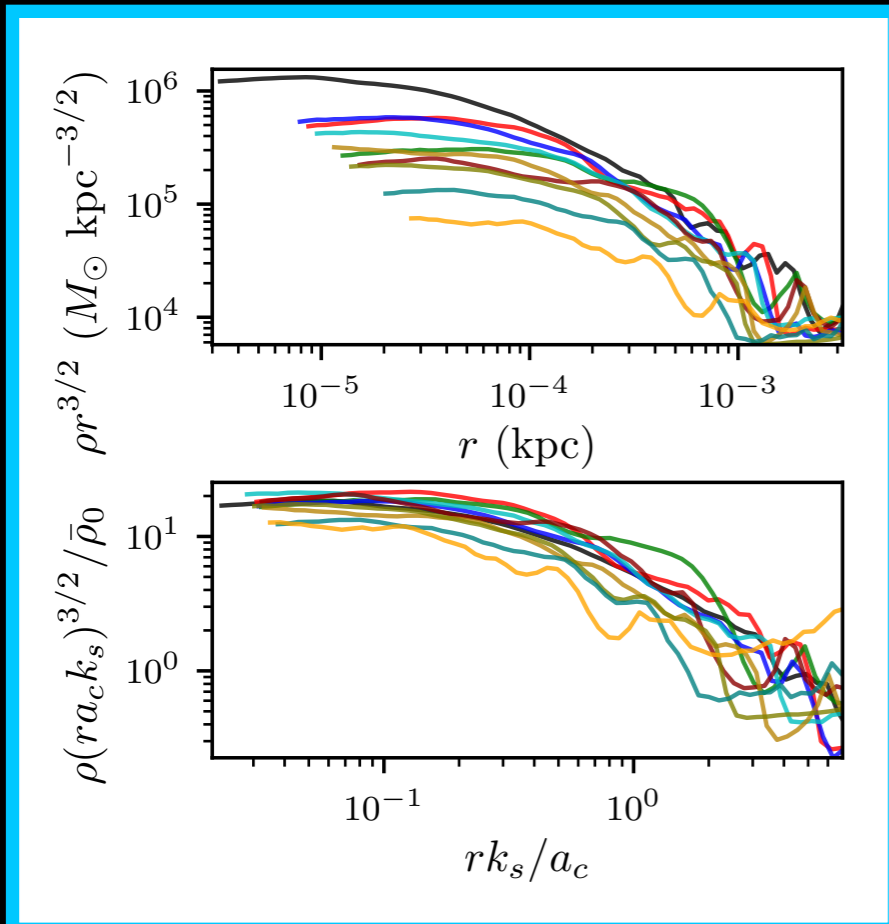 ρr^{3/2} (M_⊙ kpc^{−3/2})
10^6
10^5
10^4
10^{−5} 10^{−4} 10^{−3}
r (kpc)
ρ(ra_c k_s)^{3/2}/ρ̄_0
10^1
10^0
10^{−1} 10^0
rk_s/a_c